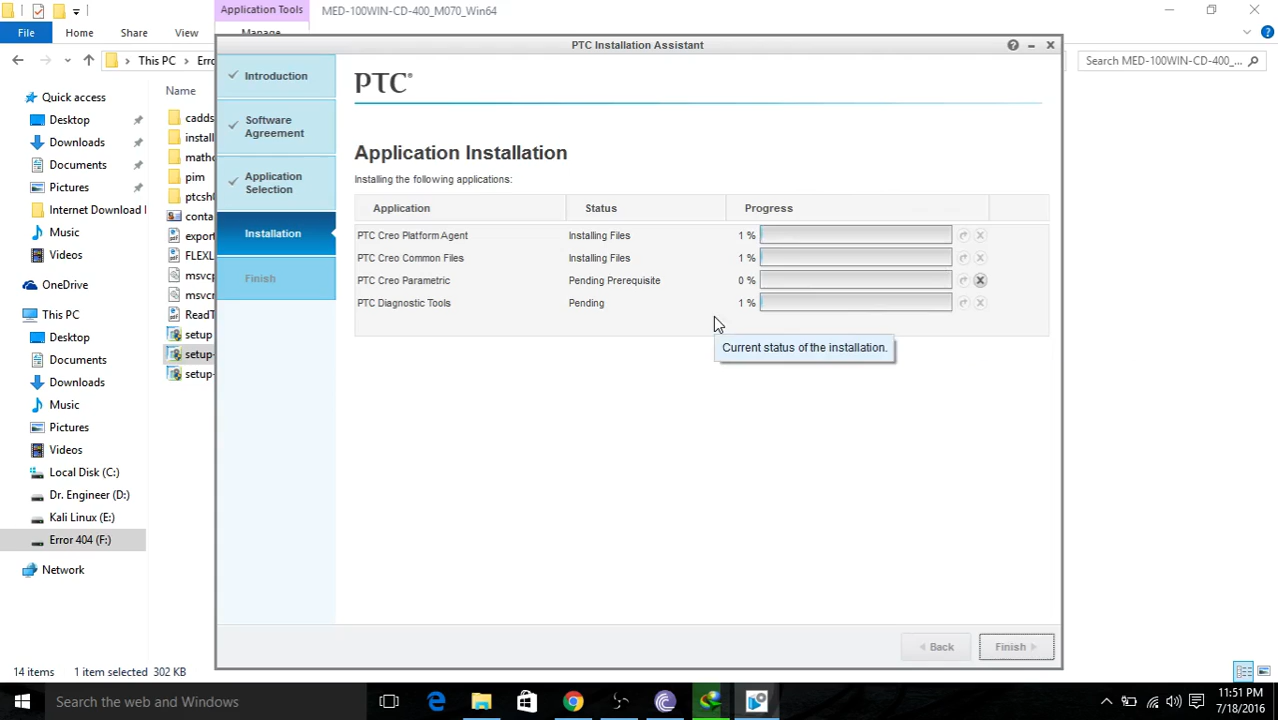 Application Tools
MED-100WIN-CD-400_M070_Win64
File
Home
Share
View
Manage
This PC
Search MED-100WIN-CD-400_...
Quick access
Desktop
Downloads
Documents
Pictures
Internet Download
Music
Videos
OneDrive
This PC
Desktop
Documents
Downloads
Music
Pictures
Videos
Local Disk (C:)
Dr. Engineer (D:)
Kali Linux (E:)
Error 404 (F:)
Network
Name
cadds
install
pim
ptcsh
conta
export
FLEXL
msvcp
msvcr
ReadT
setup
setup-
setup-
PTC Installation Assistant
Introduction
Software
Agreement
Application
Selection
Installation
Finish
PTC®
Application Installation
Installing the following applications:
Application Status Progress
PTC Creo Platform Agent Installing Files 1 %
PTC Creo Common Files Installing Files 1 %
PTC Creo Parametric Pending Prerequisite 0 %
PTC Diagnostic Tools Pending 1 %
Current status of the installation.
Back
Finish
14 items 1 item selected 302 KB
Search the web and Windows
11:51 PM
7/18/2016